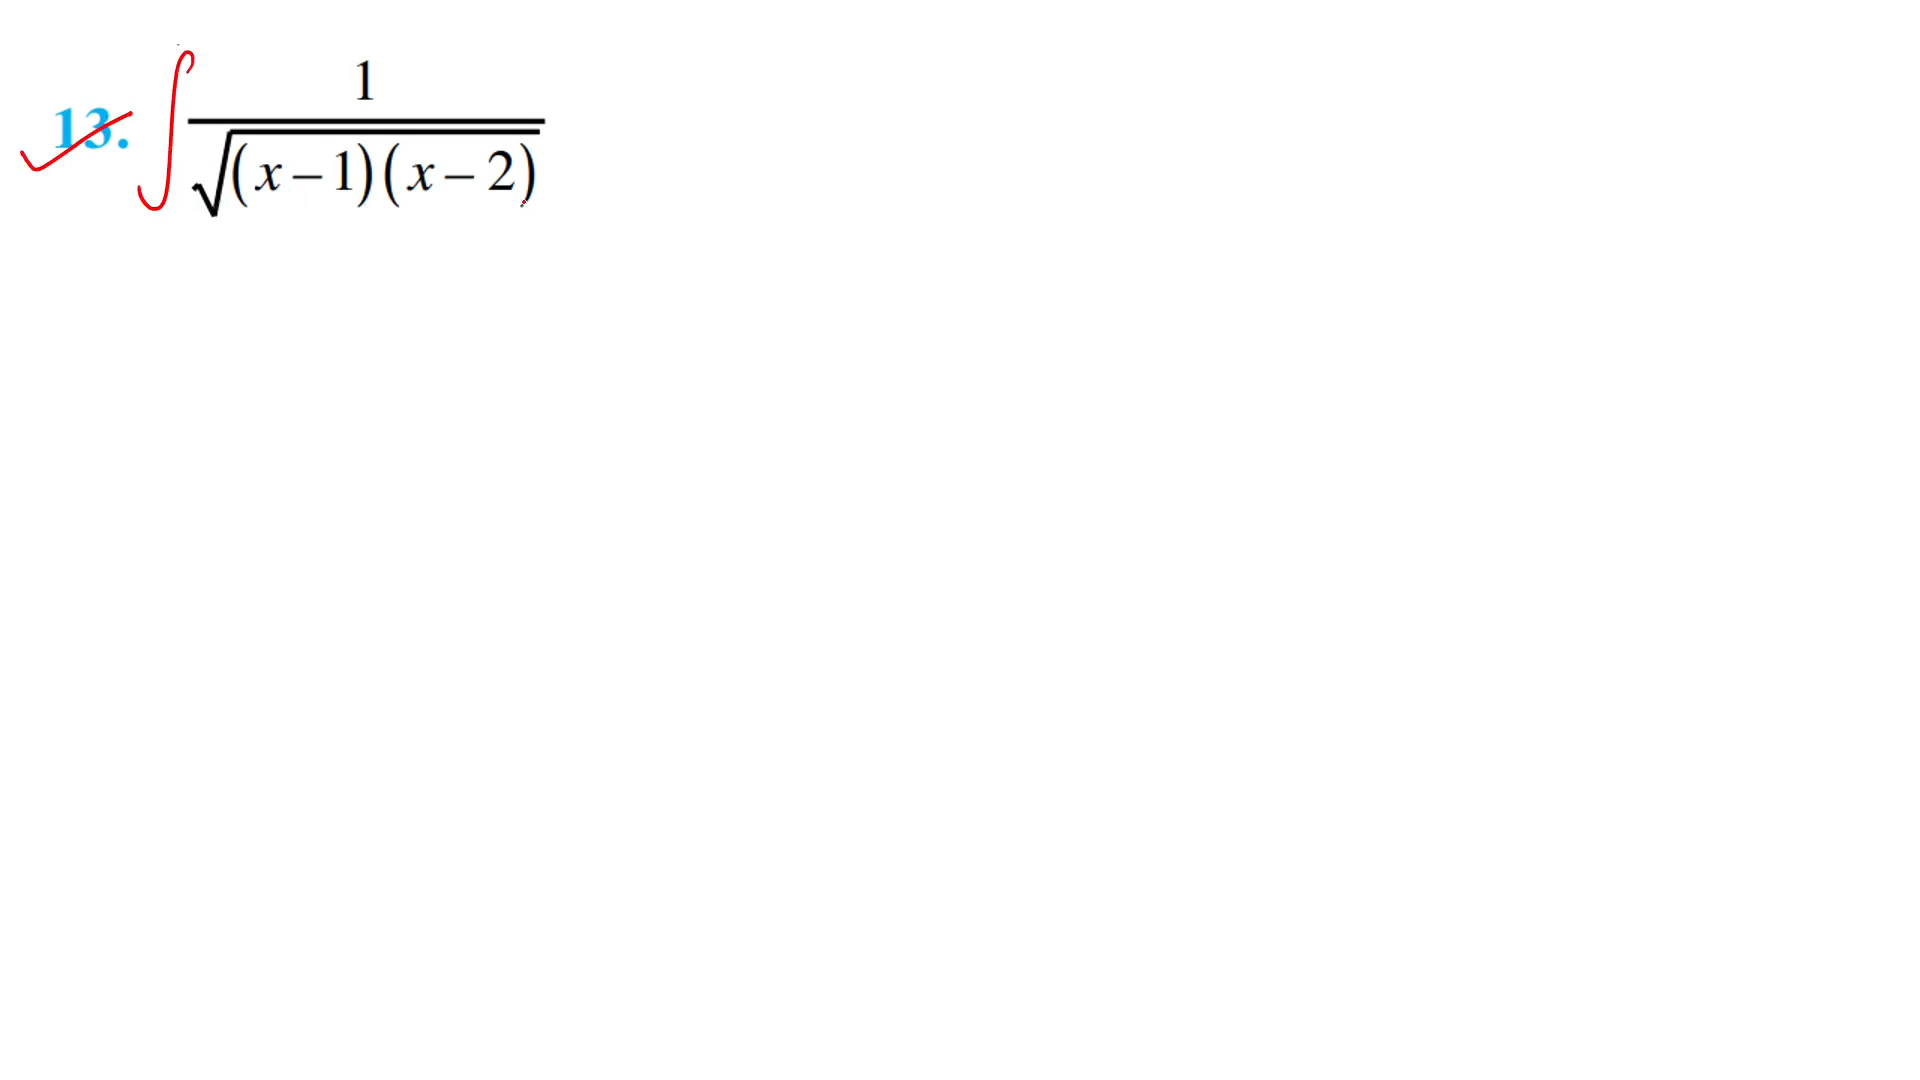 13. ∫ 1/√((x – 1)(x – 2))